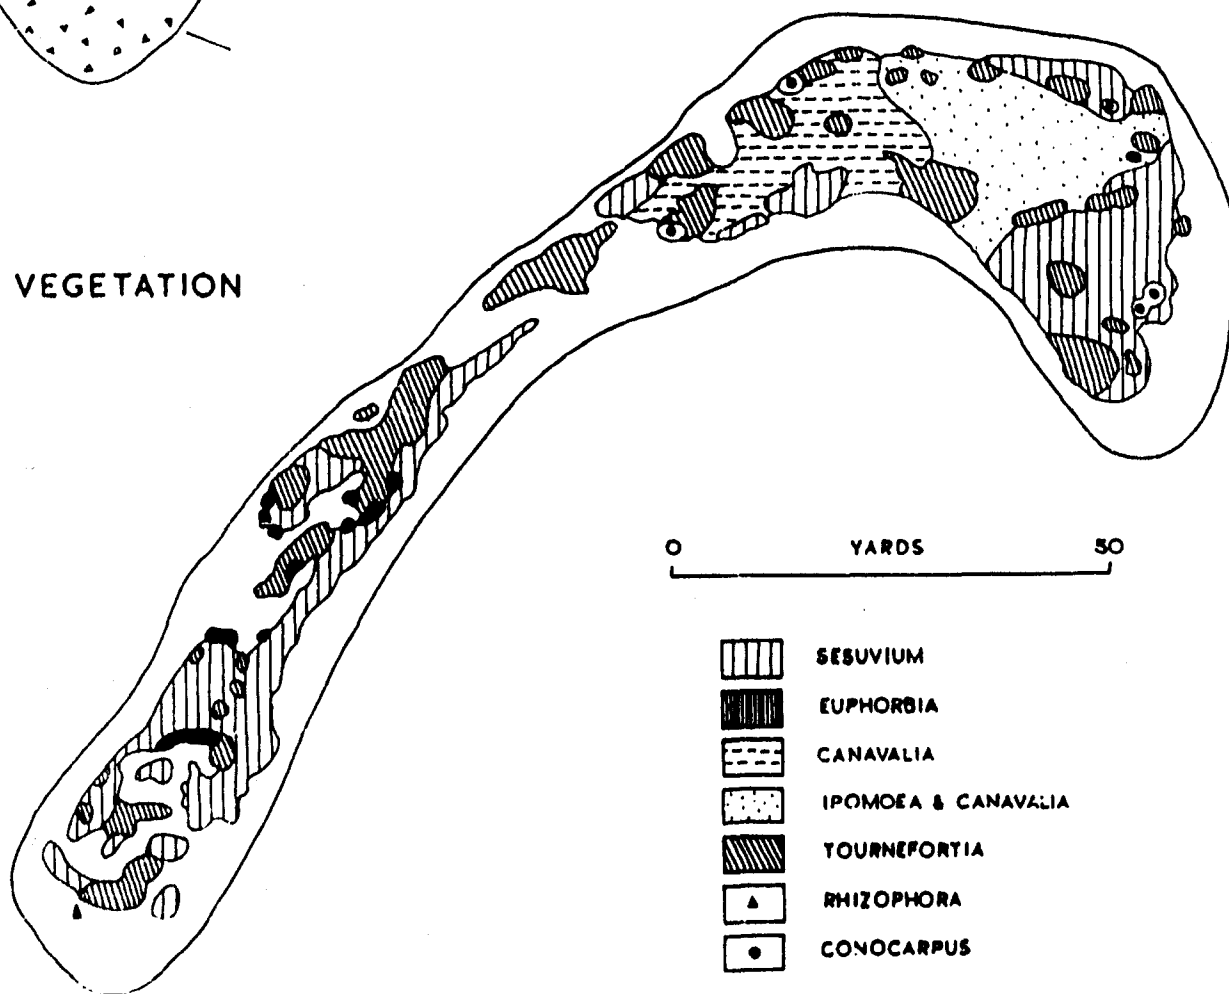 VEGETATION
0 YARDS 50
SESUVIUM
EUPHORBIA
CANAVALIA
IPOMOEA & CANAVALIA
TOURNEFORTIA
RHIZOPHORA
CONOCARPUS